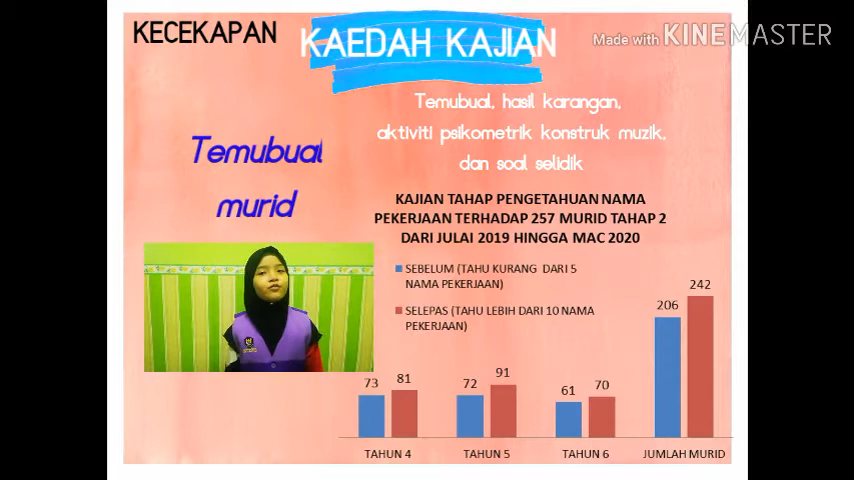 KECEKAPAN
KAEDAH KAJIAN
Made with KINEMASTER
Temubual, hasil karangan,
aktiviti psikometrik konstruk muzik,
dan soal selidik
Temubual
murid
KAJIAN TAHAP PENGETAHUAN NAMA
PEKERJAAN TERHADAP 257 MURID TAHAP 2
DARI JULAI 2019 HINGGA MAC 2020
SEBELUM (TAHU KURANG DARI 5
NAMA PEKERJAAN)
SELEPAS (TAHU LEBIH DARI 10 NAMA
PEKERJAAN)
73 81 72 91 61 70 206 242
TAHUN 4 TAHUN 5 TAHUN 6 JUMLAH MURID